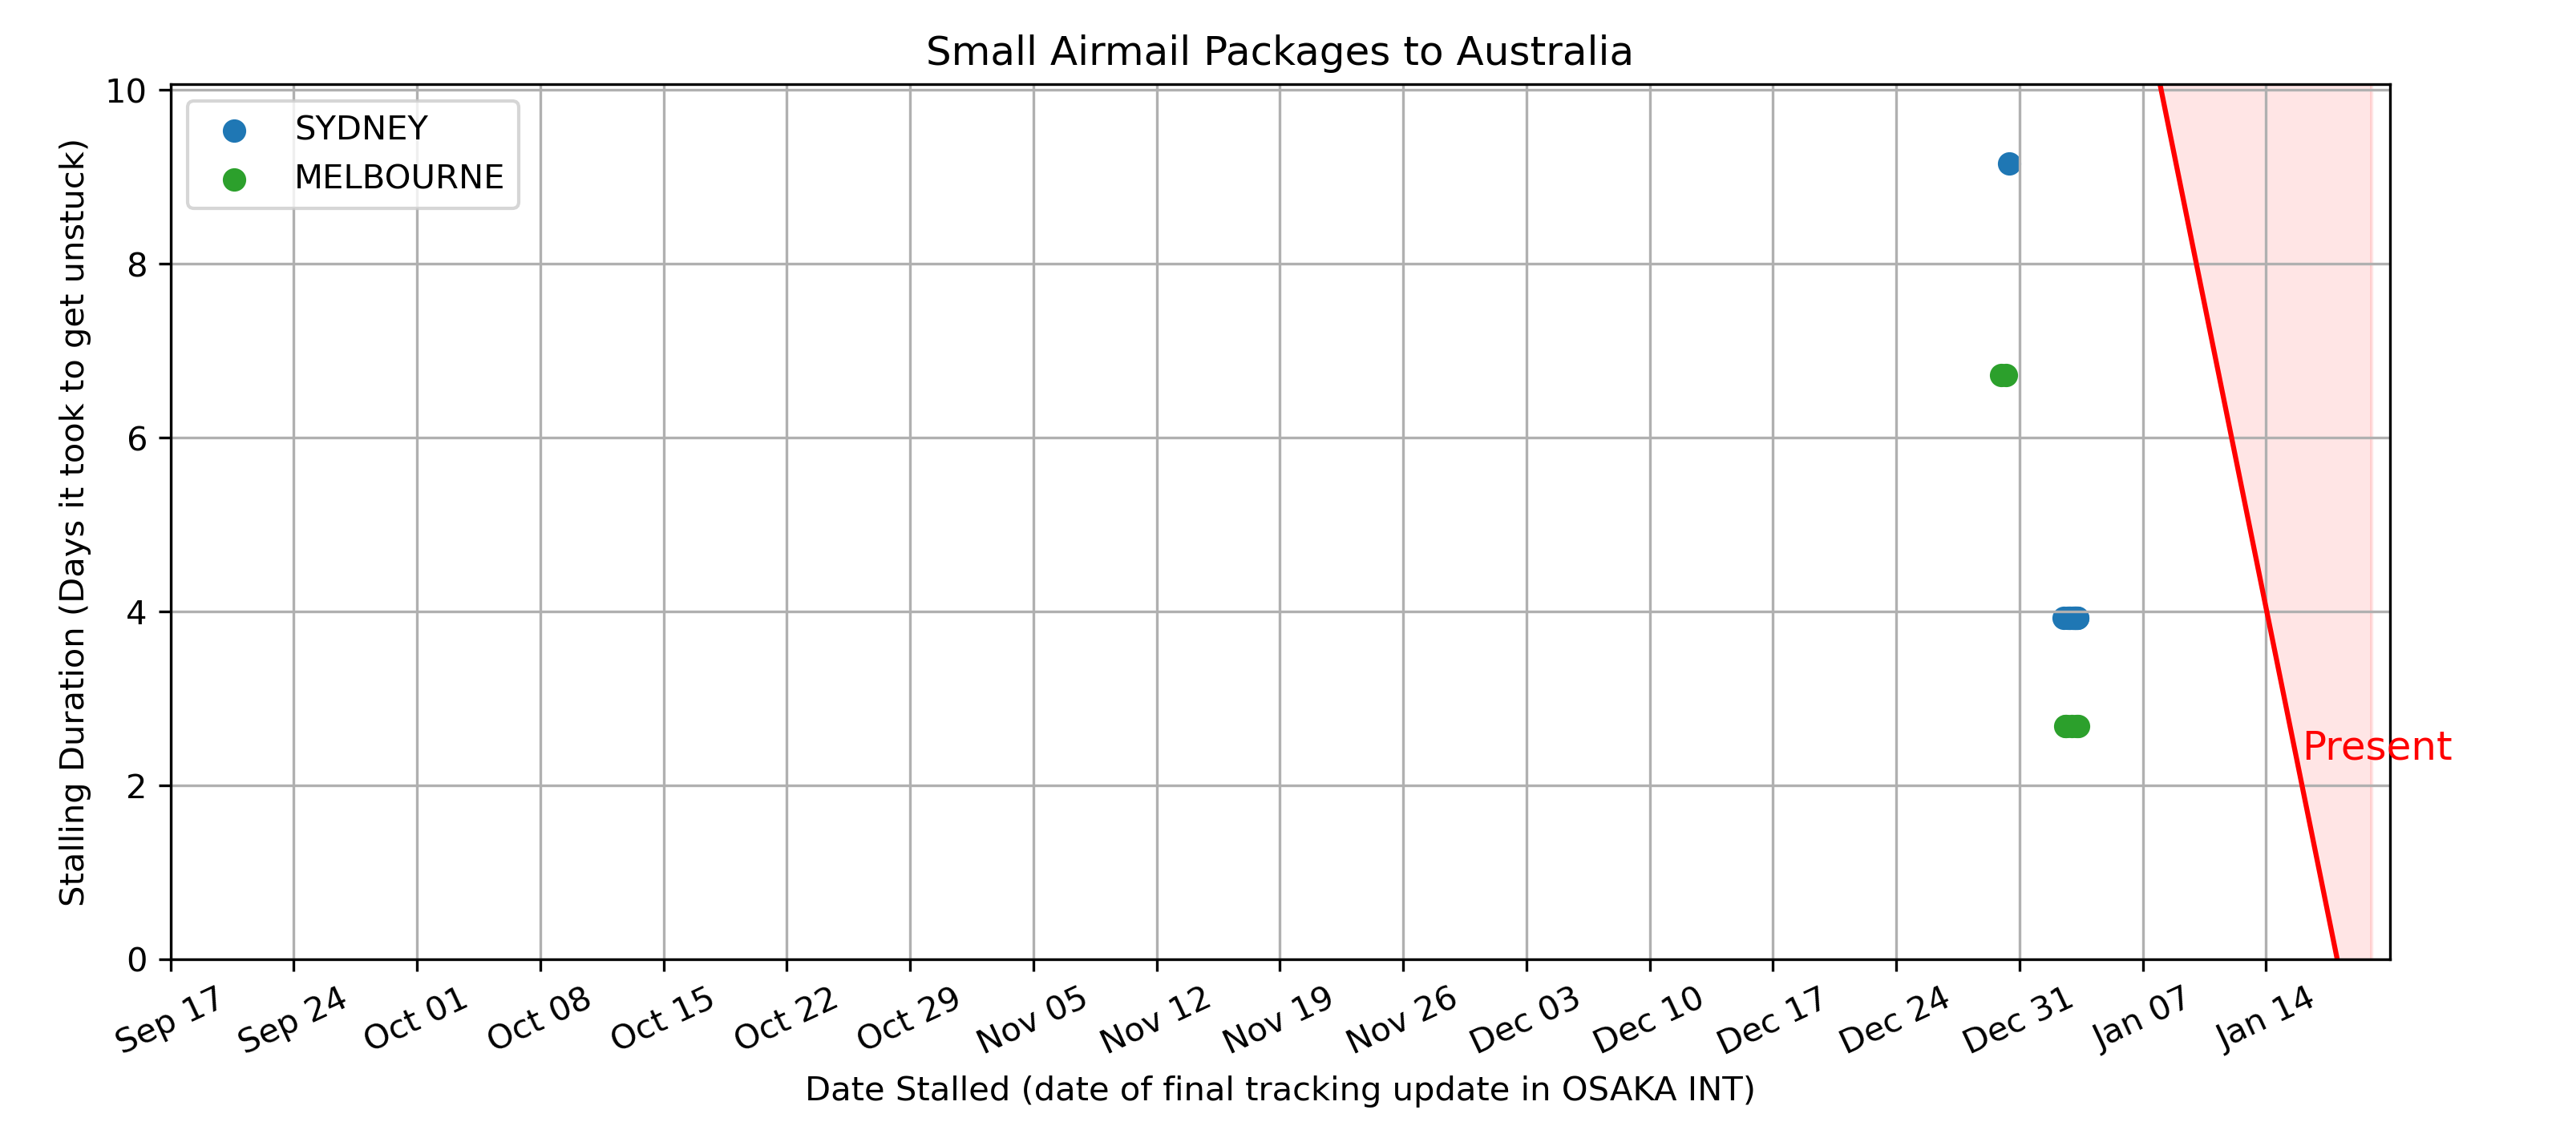 Small Airmail Packages to Australia
SYDNEY
MELBOURNE
Stalling Duration (Days it took to get unstuck)
10
8
6
4
2
0
Present
Sep 17
Sep 24
Oct 01
Oct 08
Oct 15
Oct 22
Oct 29
Nov 05
Nov 12
Nov 19
Nov 26
Dec 03
Dec 10
Dec 17
Dec 24
Dec 31
Jan 07
Jan 14
Date Stalled (date of final tracking update in OSAKA INT)